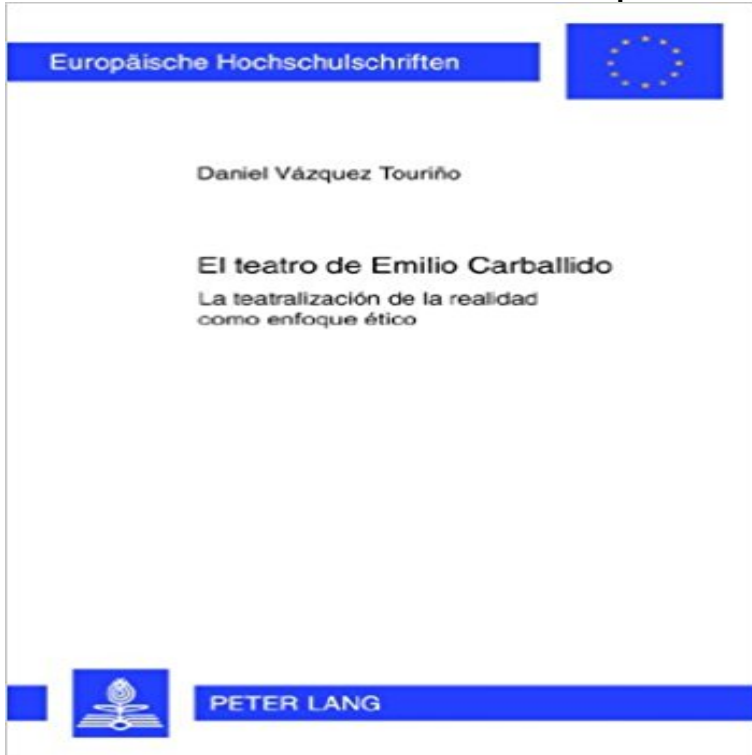 Europäische Hochschulschriften
Daniel Vázquez Touriño
El teatro de Emilio Carballido
La teatralización de la realidad
como enfoque ético
PETER LANG